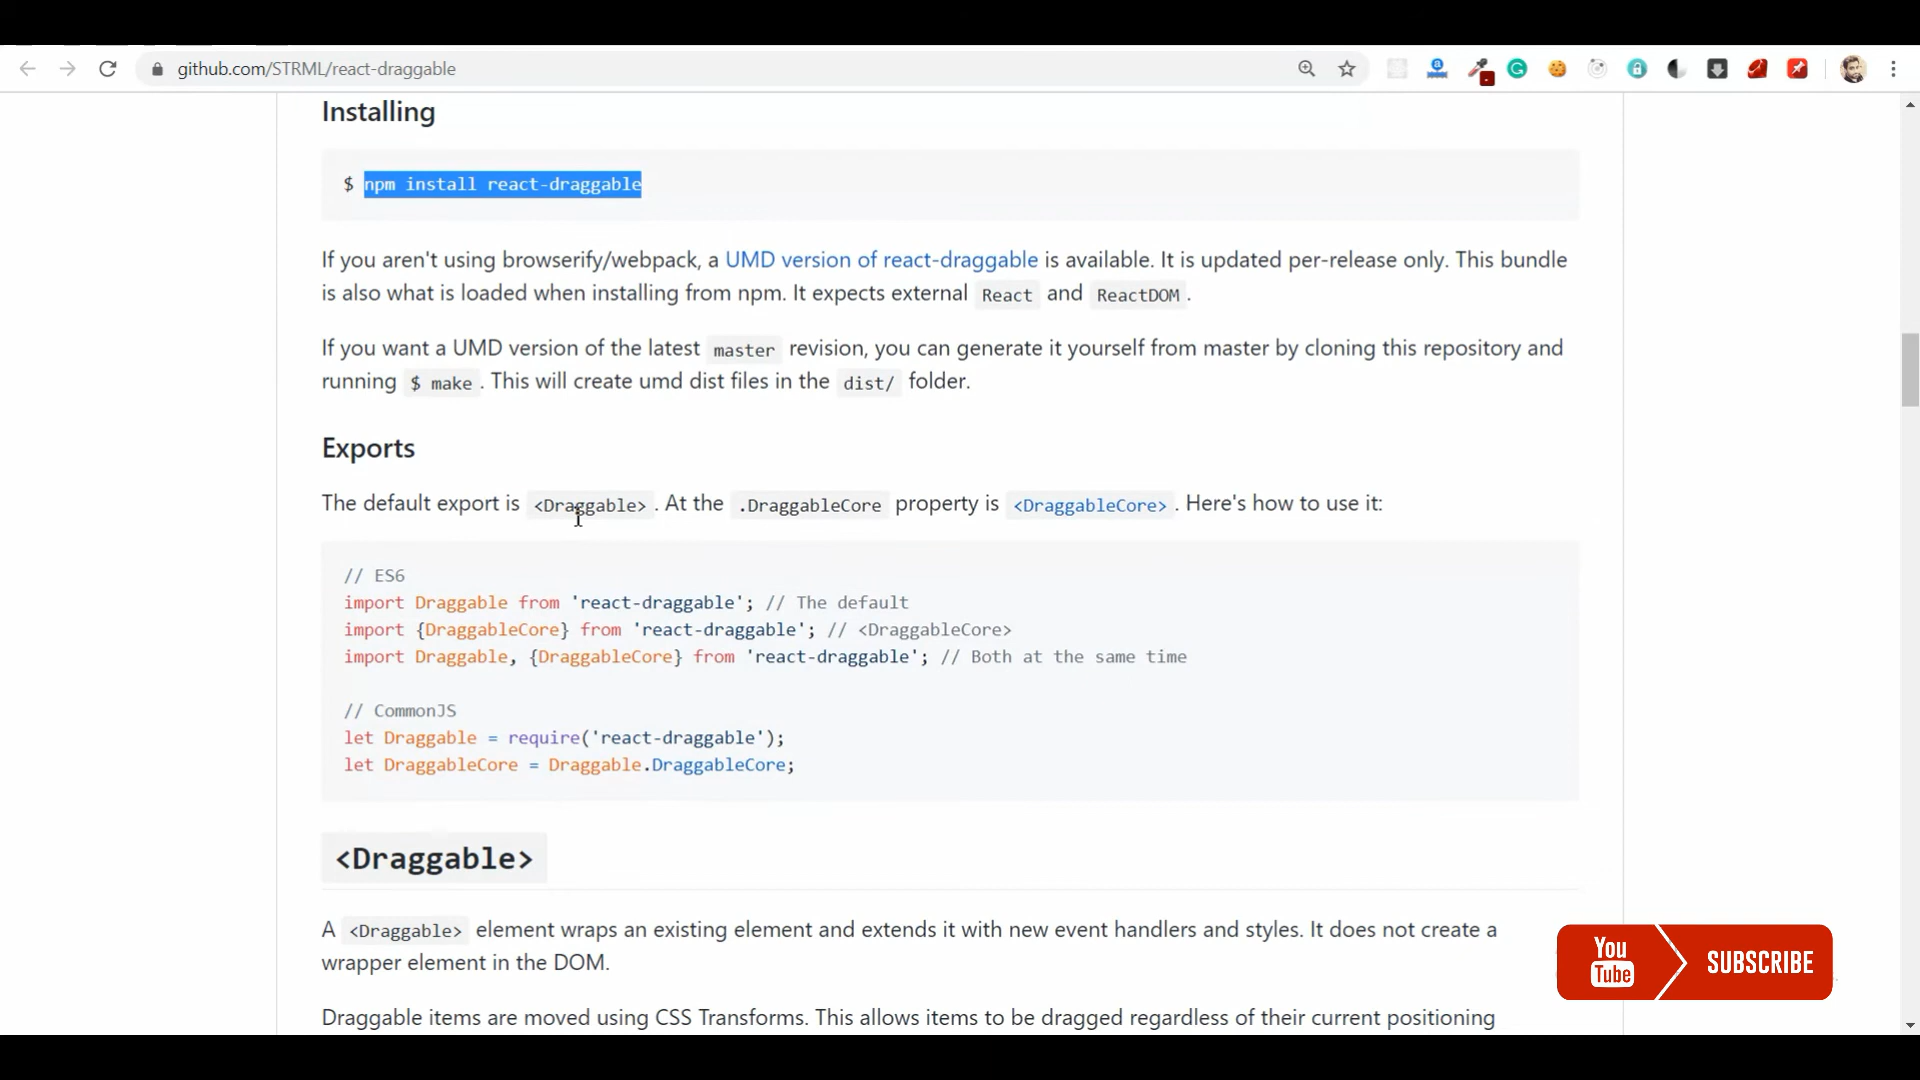 github.com/STRML/react-draggable
Installing
$ npm install react-draggable
If you aren't using browserify/webpack, a UMD version of react-draggable is available. It is updated per-release only. This bundle
is also what is loaded when installing from npm. It expects external React and ReactDOM.
If you want a UMD version of the latest master revision, you can generate it yourself from master by cloning this repository and
running $ make. This will create umd dist files in the dist/ folder.
Exports
The default export is <Draggable>. At the .DraggableCore property is <DraggableCore>. Here's how to use it:
// ES6
import Draggable from 'react-draggable'; // The default
import {DraggableCore} from 'react-draggable'; // <DraggableCore>
import Draggable, {DraggableCore} from 'react-draggable'; // Both at the same time
// CommonJS
let Draggable = require('react-draggable');
let DraggableCore = Draggable.DraggableCore;
<Draggable>
A <Draggable> element wraps an existing element and extends it with new event handlers and styles. It does not create a
wrapper element in the DOM.
You Tube SUBSCRIBE
Draggable items are moved using CSS Transforms. This allows items to be dragged regardless of their current positioning